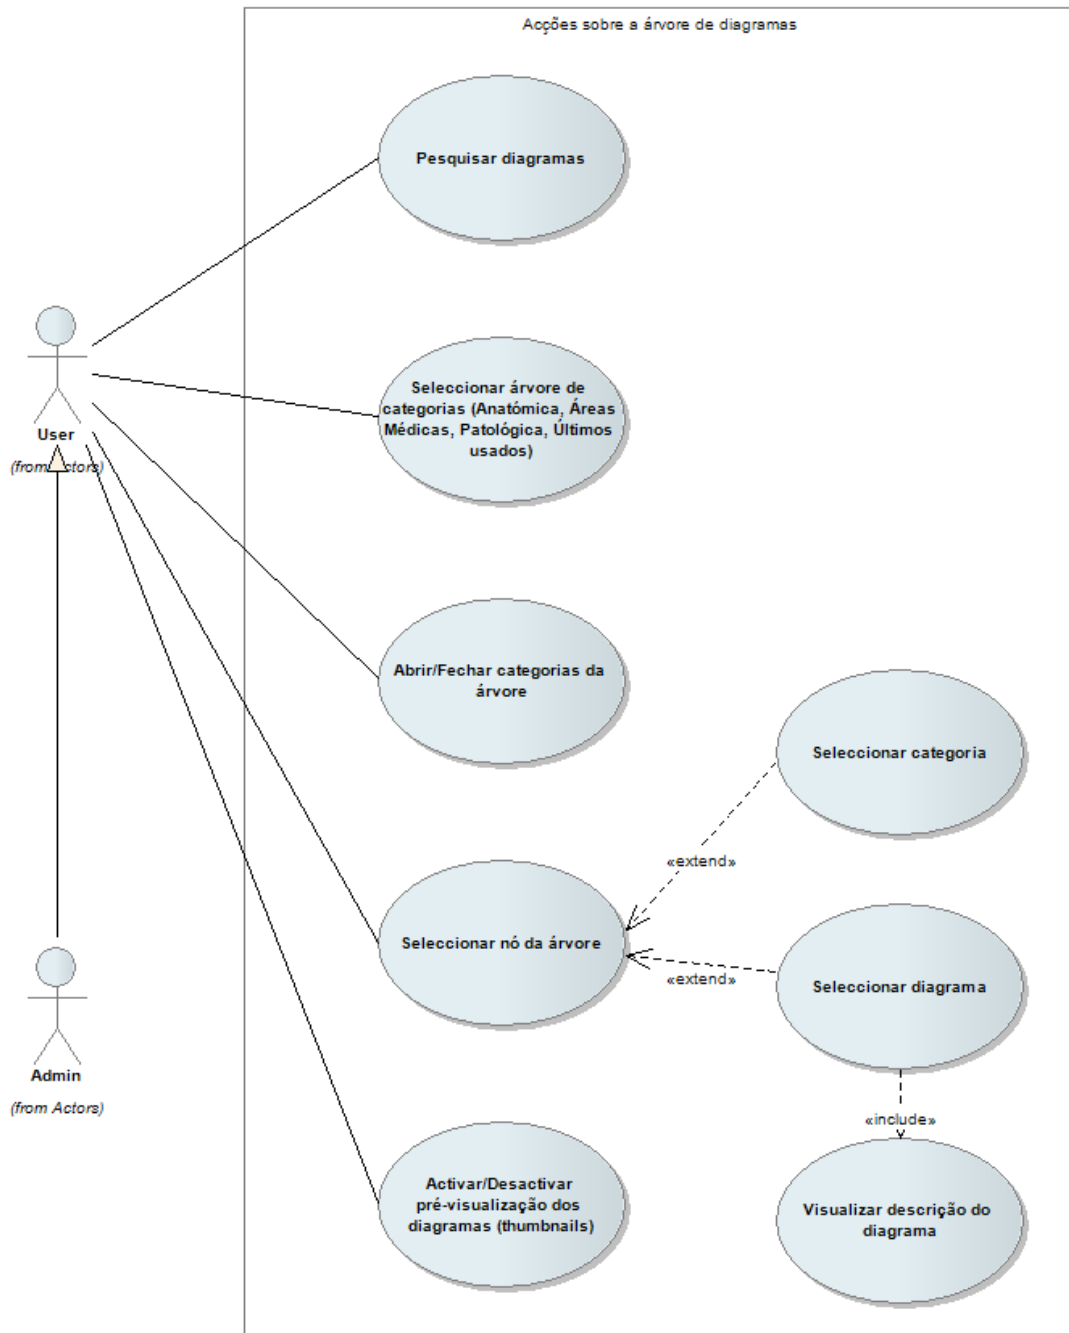 Acções sobre a árvore de diagramas
Pesquisar diagramas
Seleccionar árvore de
categorias (Anatómica, Áreas
Médicas, Patológica, Últimos
usados)
User
(from Actors)
Abrir/Fechar categorias da
árvore
Seleccionar categoria
«extend»
Seleccionar nó da árvore
«extend»
Seleccionar diagrama
Admin
(from Actors)
«include»
Activar/Desactivar
pré-visualização dos
diagramas (thumbnails)
Visualizar descrição do
diagrama